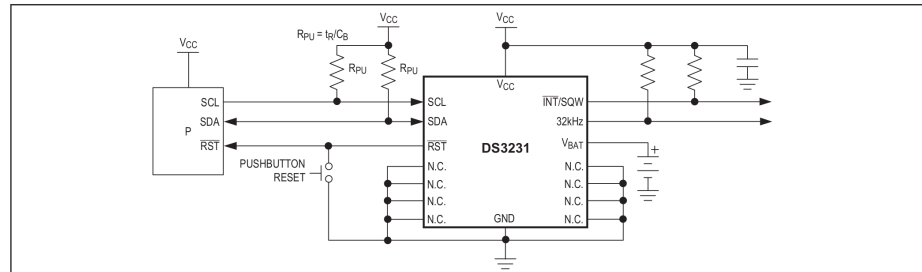 VCC
VCC
VCC
RPU = tR/CB
RPU
RPU
VCC
SCL
SCL
INT/SQW
SDA
SDA
32kHz
P
RST
RST
DS3231
VBAT
+
PUSHBUTTON
RESET
N.C.
N.C.
N.C.
N.C.
N.C.
N.C.
N.C.
N.C.
GND